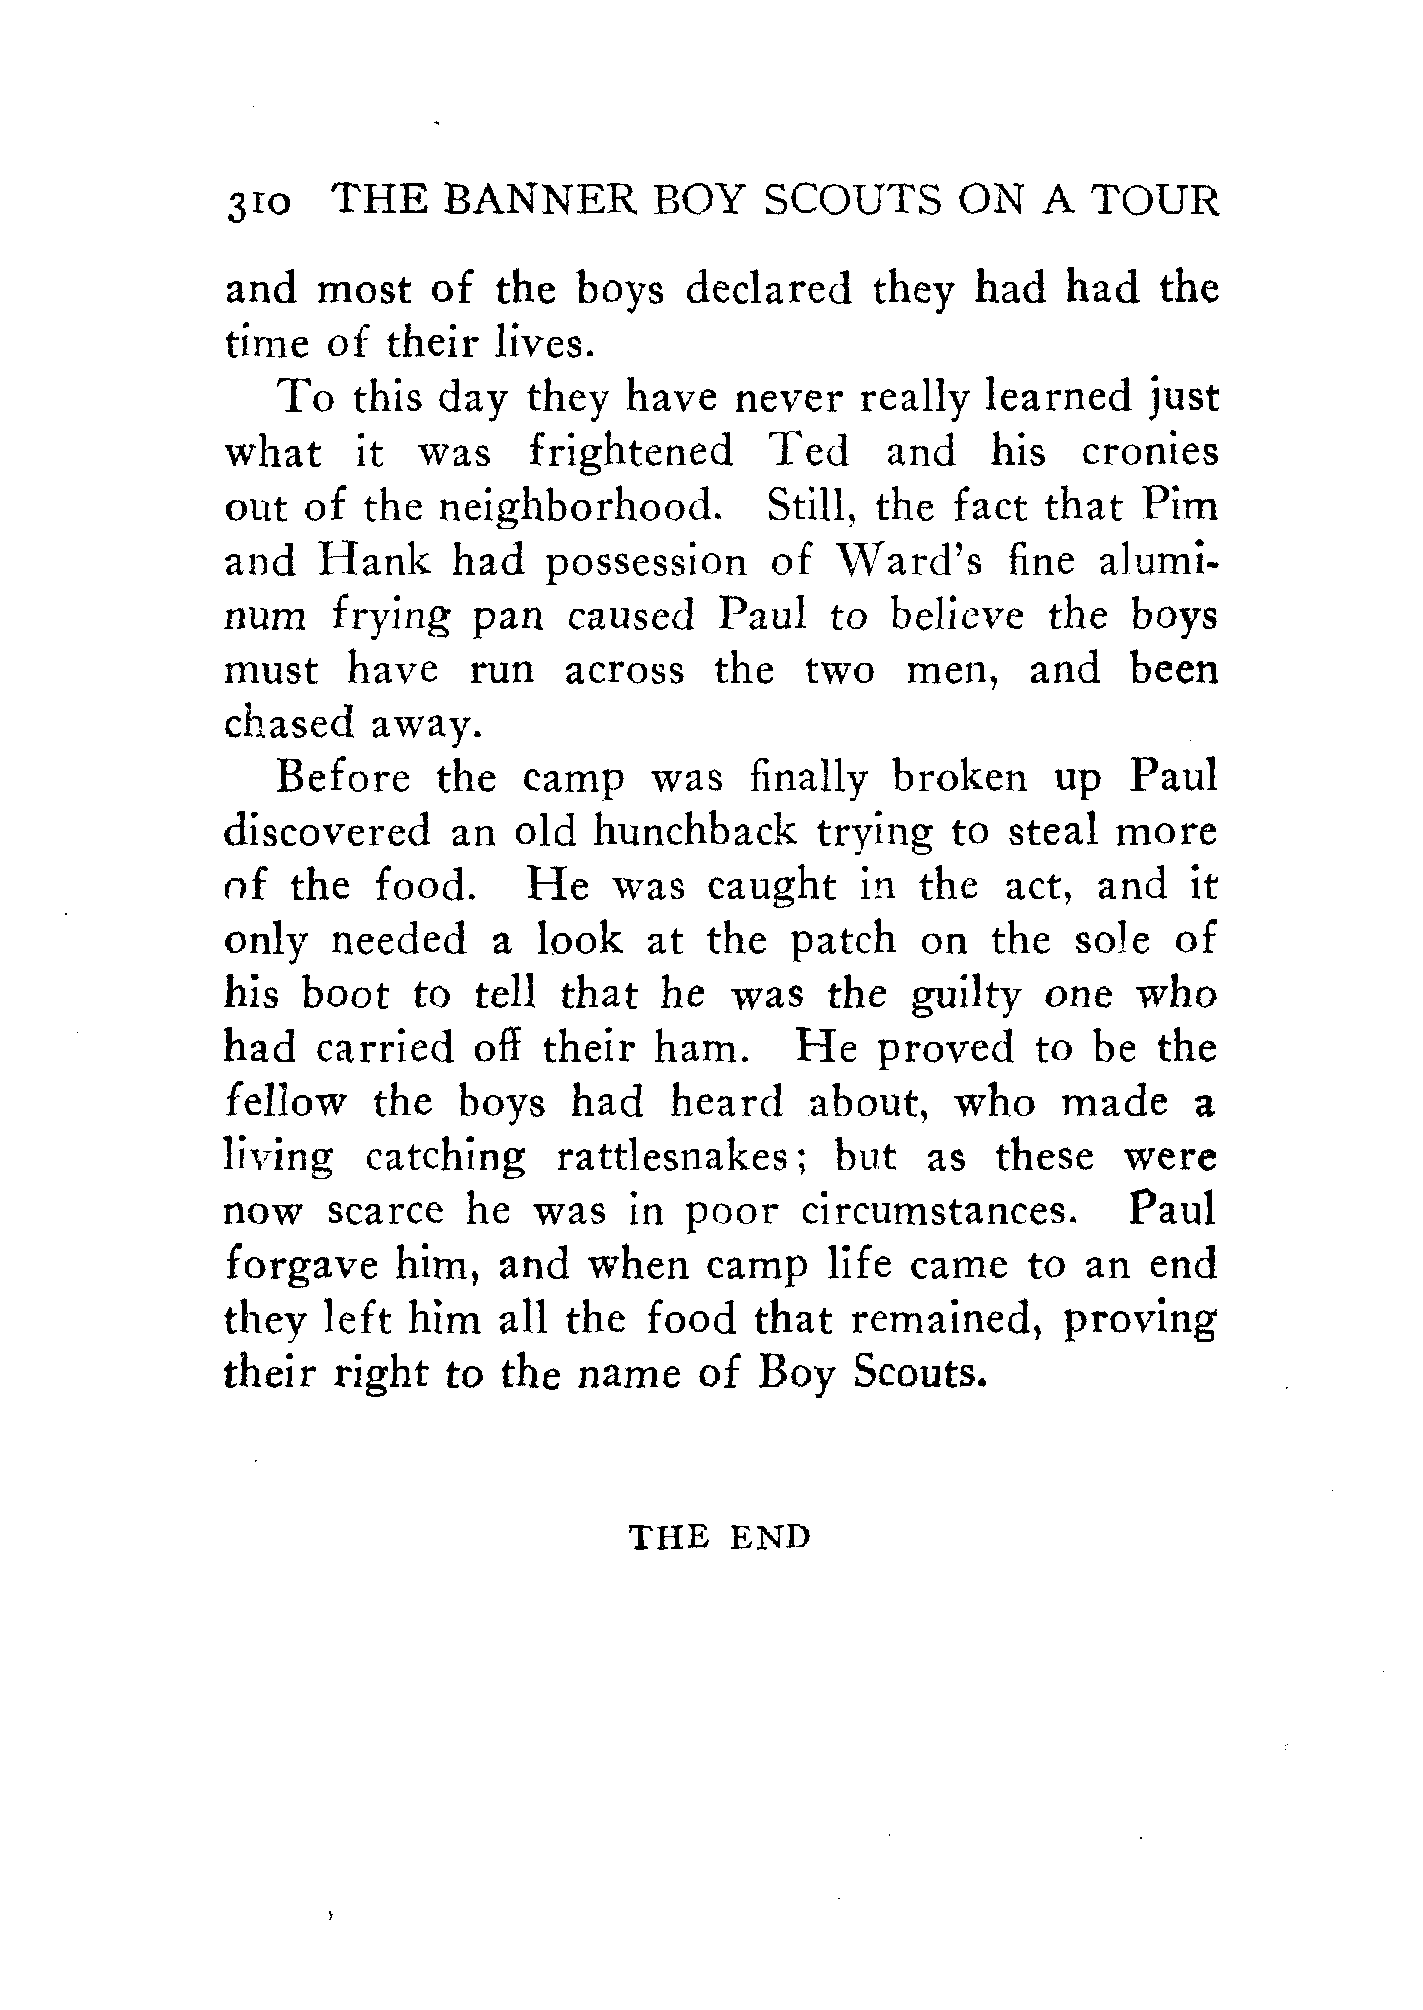 310 THE BANNER BOY SCOUTS ON A TOUR
and most of the boys declared they had had the
time of their lives.
To this day they have never really learned just
what it was frightened Ted and his cronies
out of the neighborhood. Still, the fact that Pim
and Hank had possession of Ward's fine alumi-
num frying pan caused Paul to believe the boys
must have run across the two men, and been
chased away.
Before the camp was finally broken up Paul
discovered an old hunchback trying to steal more
of the food. He was caught in the act, and it
only needed a look at the patch on the sole of
his boot to tell that he was the guilty one who
had carried off their ham. He proved to be the
fellow the boys had heard about, who made a
living catching rattlesnakes; but as these were
now scarce he was in poor circumstances. Paul
forgave him, and when camp life came to an end
they left him all the food that remained, proving
their right to the name of Boy Scouts.
THE END